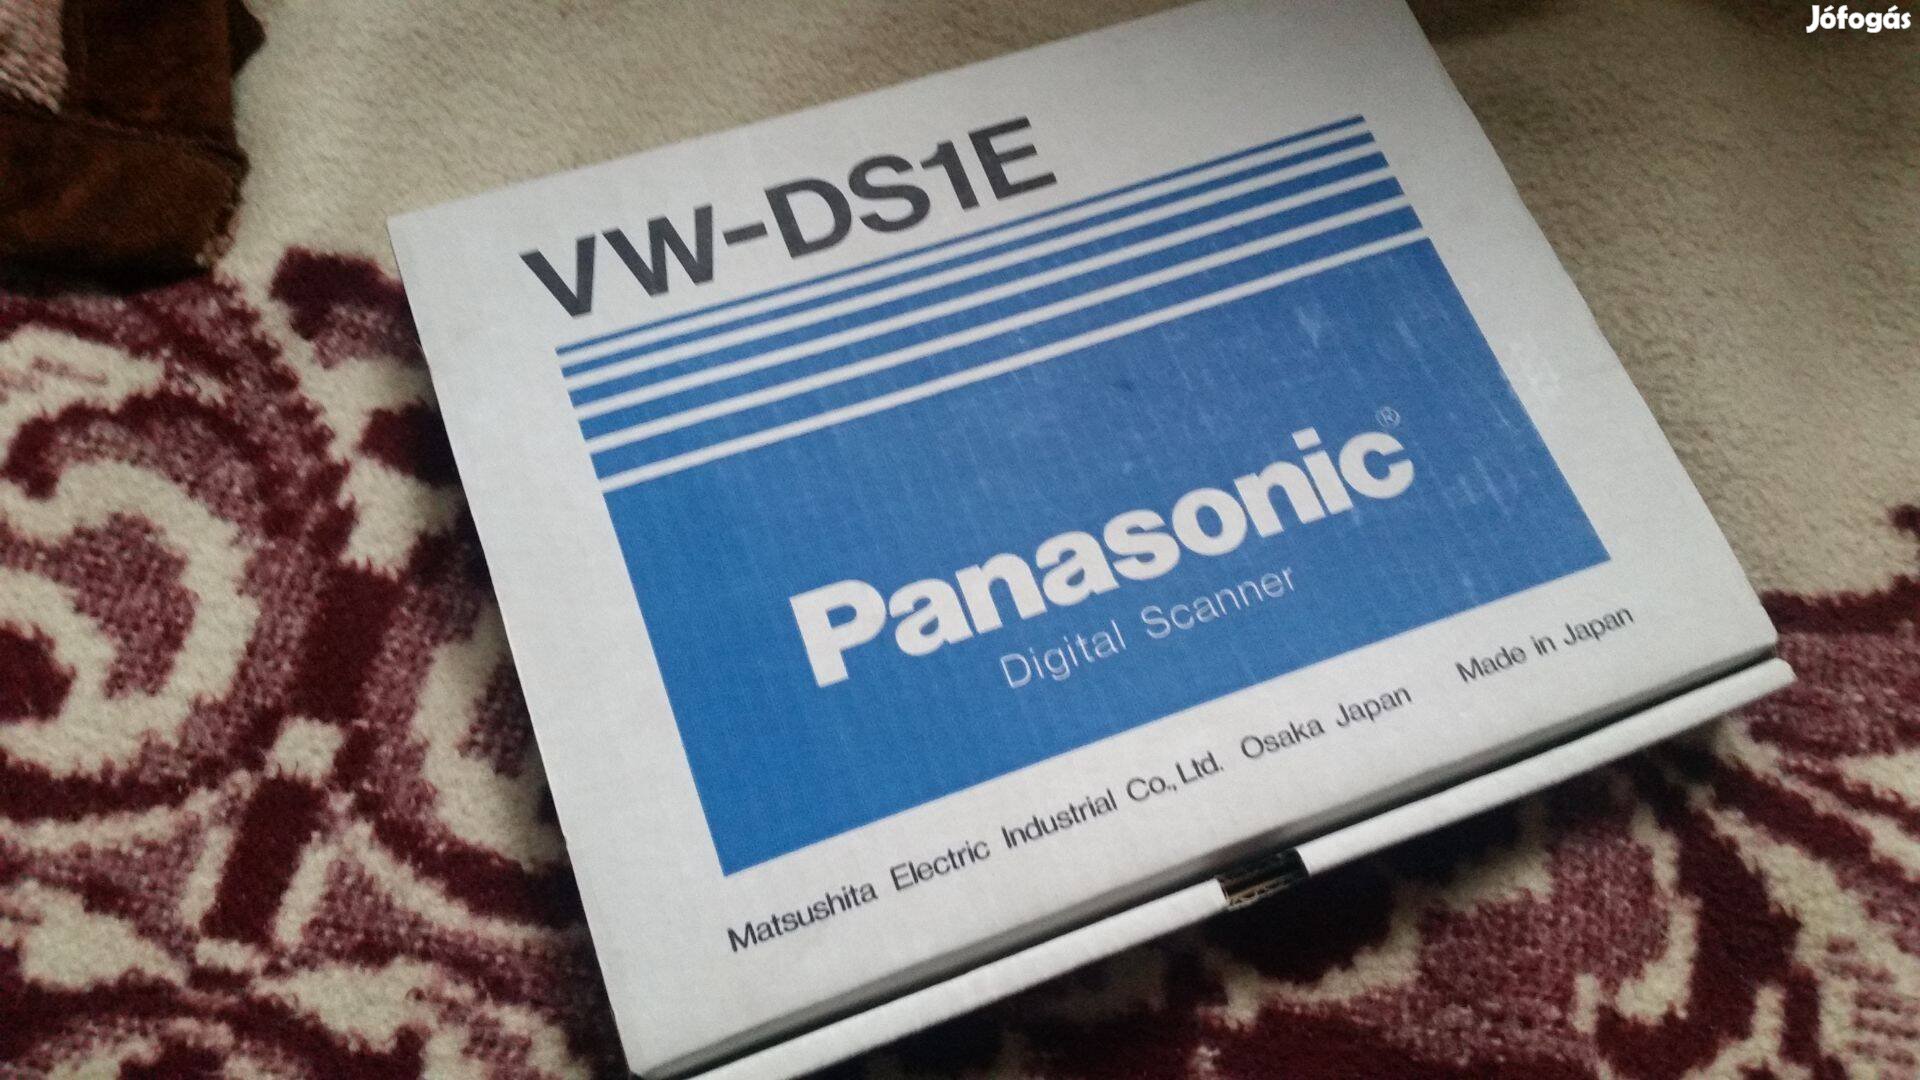 Jófogás
VW-DS1E
Panasonic®
Digital Scanner
Matsushita Electric Industrial Co., Ltd. Osaka Japan Made in Japan